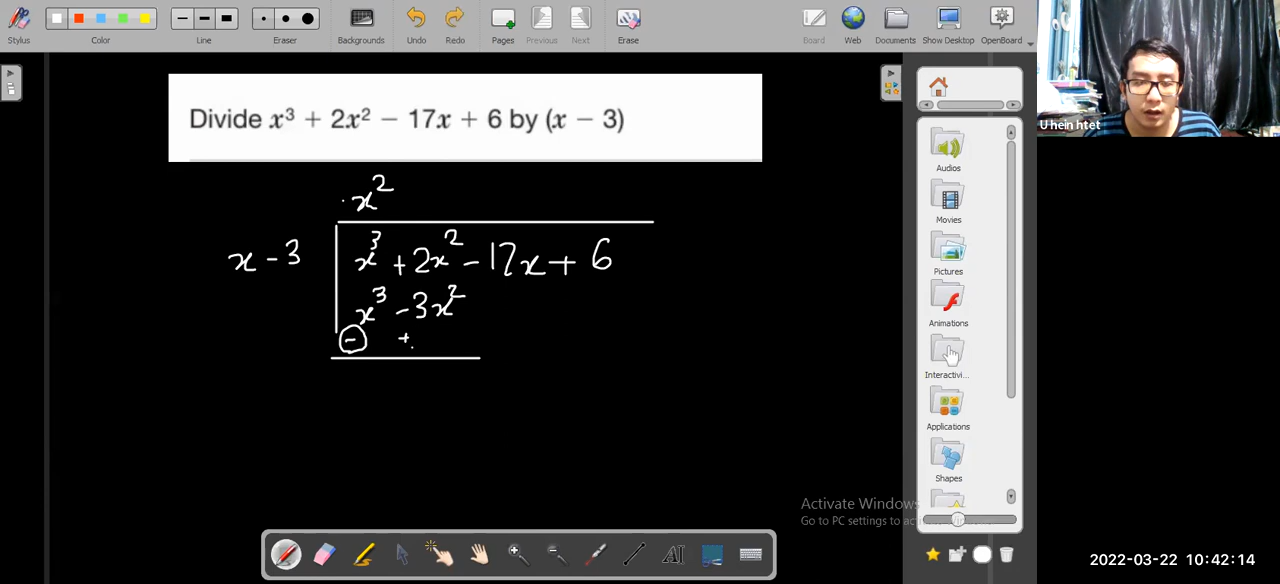 Stylus
Color
Line
Eraser
Backgrounds
Undo
Redo
Pages
Previous
Next
Erase
Board
Web
Documents
Show Desktop
OpenBoard
U hein htet
Divide x³ + 2x² − 17x + 6 by (x − 3)
x²
x - 3
x³ + 2x² - 17x + 6
x³ - 3x²
- +
Audios
Movies
Pictures
Animations
Interactivi...
Applications
Shapes
Activate Windows
Go to PC settings to
2022-03-22 10:42:14